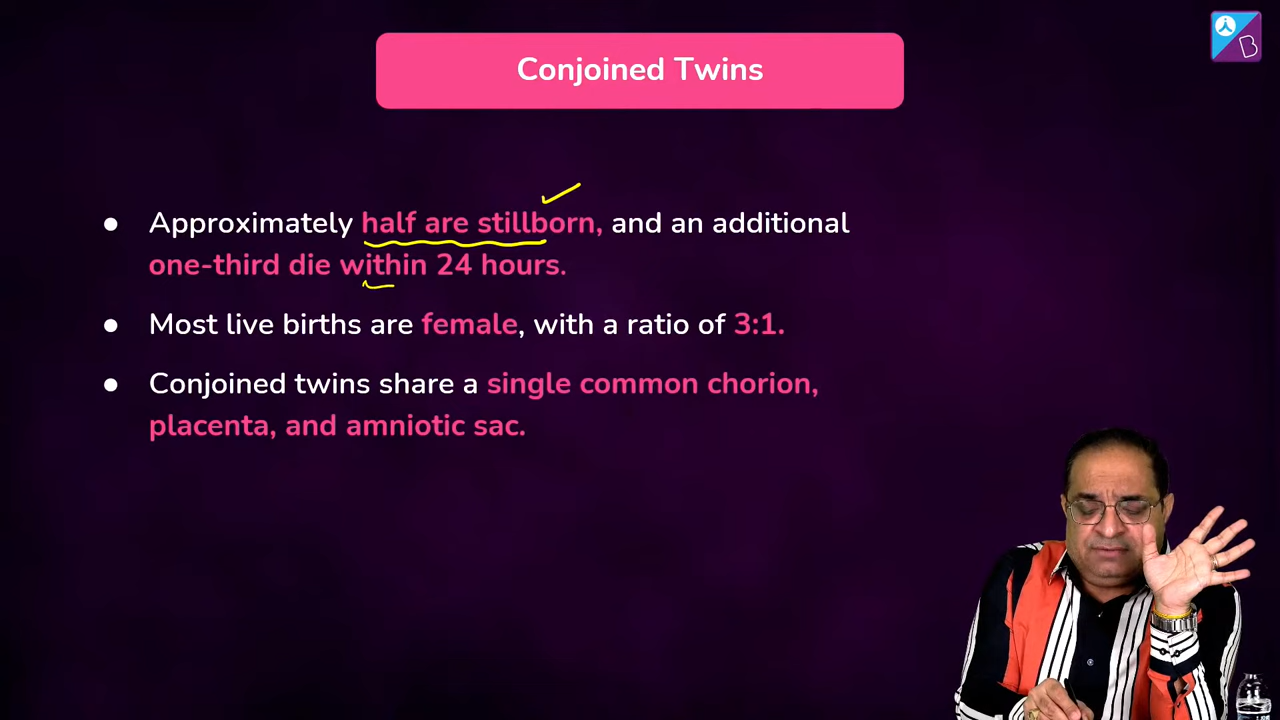 Conjoined Twins
● Approximately half are stillborn, and an additional
one-third die within 24 hours.
● Most live births are female, with a ratio of 3:1.
● Conjoined twins share a single common chorion,
placenta, and amniotic sac.
B